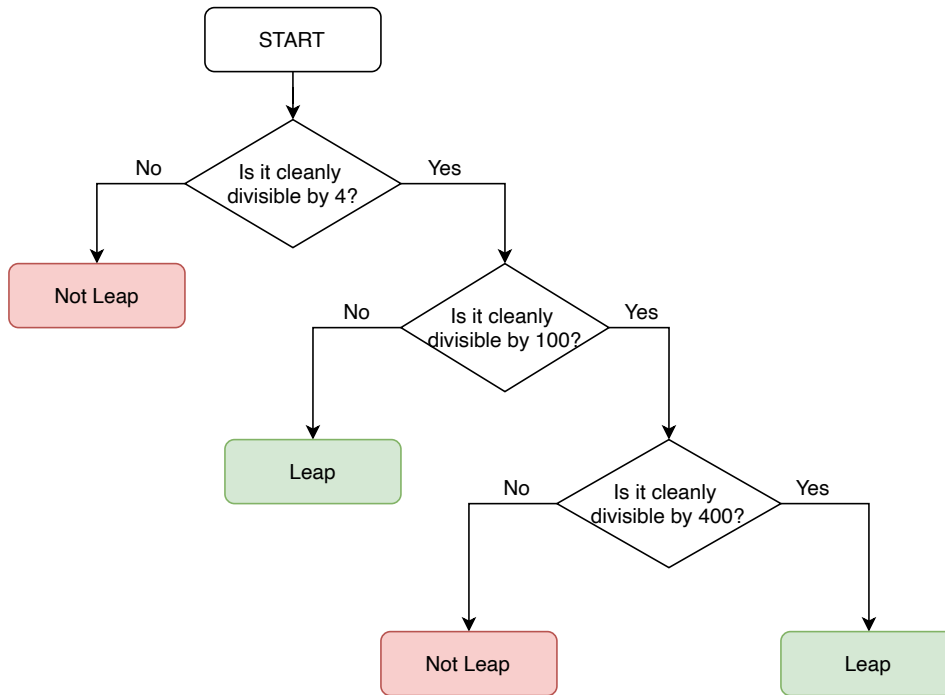 START
No
Is it cleanly
divisible by 4?
Yes
Not Leap
No
Is it cleanly
divisible by 100?
Yes
Leap
No
Is it cleanly
divisible by 400?
Yes
Not Leap
Leap